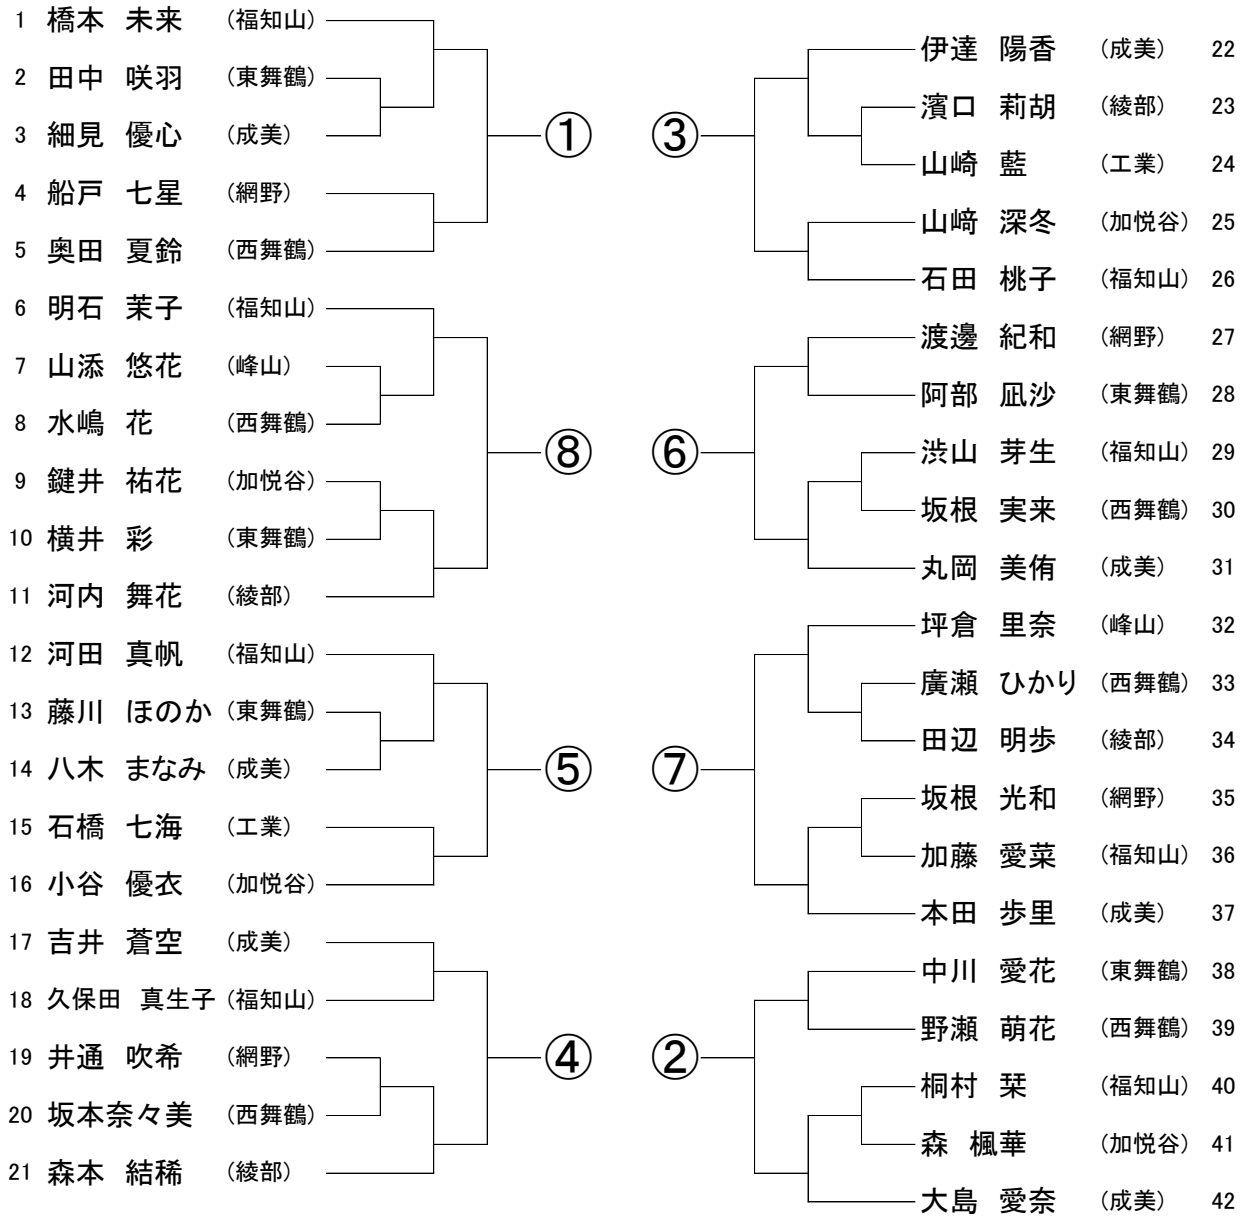 1 橋本 未来 (福知山)
2 田中 咲羽 (東舞鶴)
3 細見 優心 (成美)
①
4 船戸 七星 (網野)
5 奥田 夏鈴 (西舞鶴)
6 明石 茉子 (福知山)
7 山添 悠花 (峰山)
8 水嶋 花 (西舞鶴)
⑧
9 鍵井 祐花 (加悦谷)
10 横井 彩 (東舞鶴)
11 河内 舞花 (綾部)
12 河田 真帆 (福知山)
13 藤川 ほのか (東舞鶴)
14 八木 まなみ (成美)
⑤
15 石橋 七海 (工業)
16 小谷 優衣 (加悦谷)
17 吉井 蒼空 (成美)
18 久保田 真生子 (福知山)
④
19 井通 吹希 (網野)
20 坂本奈々美 (西舞鶴)
21 森本 結稀 (綾部)
伊達 陽香 (成美) 22
濱口 莉胡 (綾部) 23
③
山崎 藍 (工業) 24
山﨑 深冬 (加悦谷) 25
石田 桃子 (福知山) 26
渡邊 紀和 (網野) 27
阿部 凪沙 (東舞鶴) 28
⑥
渋山 芽生 (福知山) 29
坂根 実来 (西舞鶴) 30
丸岡 美侑 (成美) 31
坪倉 里奈 (峰山) 32
廣瀬 ひかり (西舞鶴) 33
田辺 明歩 (綾部) 34
⑦
坂根 光和 (網野) 35
加藤 愛菜 (福知山) 36
本田 歩里 (成美) 37
中川 愛花 (東舞鶴) 38
野瀬 萌花 (西舞鶴) 39
②
桐村 栞 (福知山) 40
森 楓華 (加悦谷) 41
大島 愛奈 (成美) 42